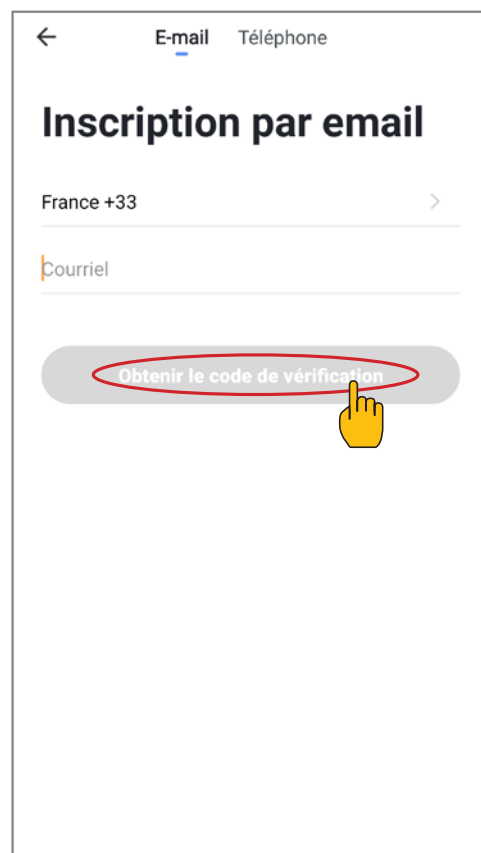 E-mail Téléphone
Inscription par email
France +33
Courriel
Obtenir le code de vérification